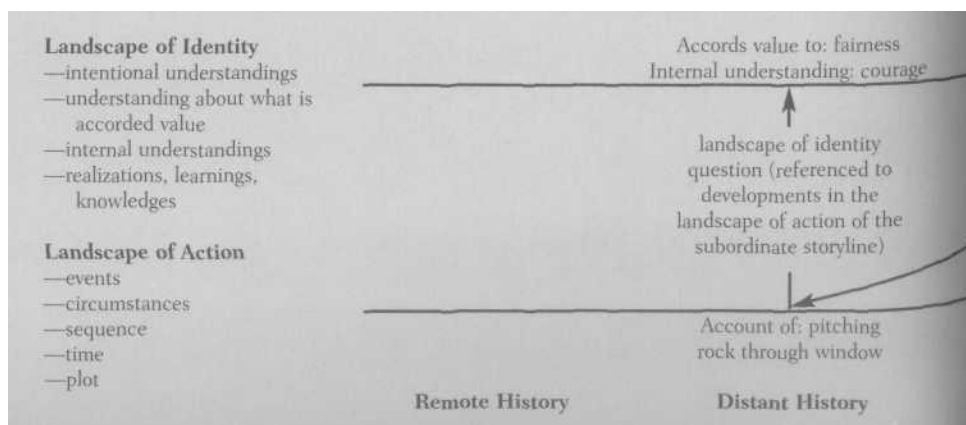 Landscape of Identity
—intentional understandings
—understanding about what is
accorded value
—internal understandings
—realizations, learnings,
knowledges
Accords value to: fairness
Internal understanding: courage
landscape of identity
question (referenced to
developments in the
landscape of action of the
subordinate storyline)
Landscape of Action
—events
—circumstances
—sequence
—time
—plot
Account of: pitching
rock through window
Remote History
Distant History